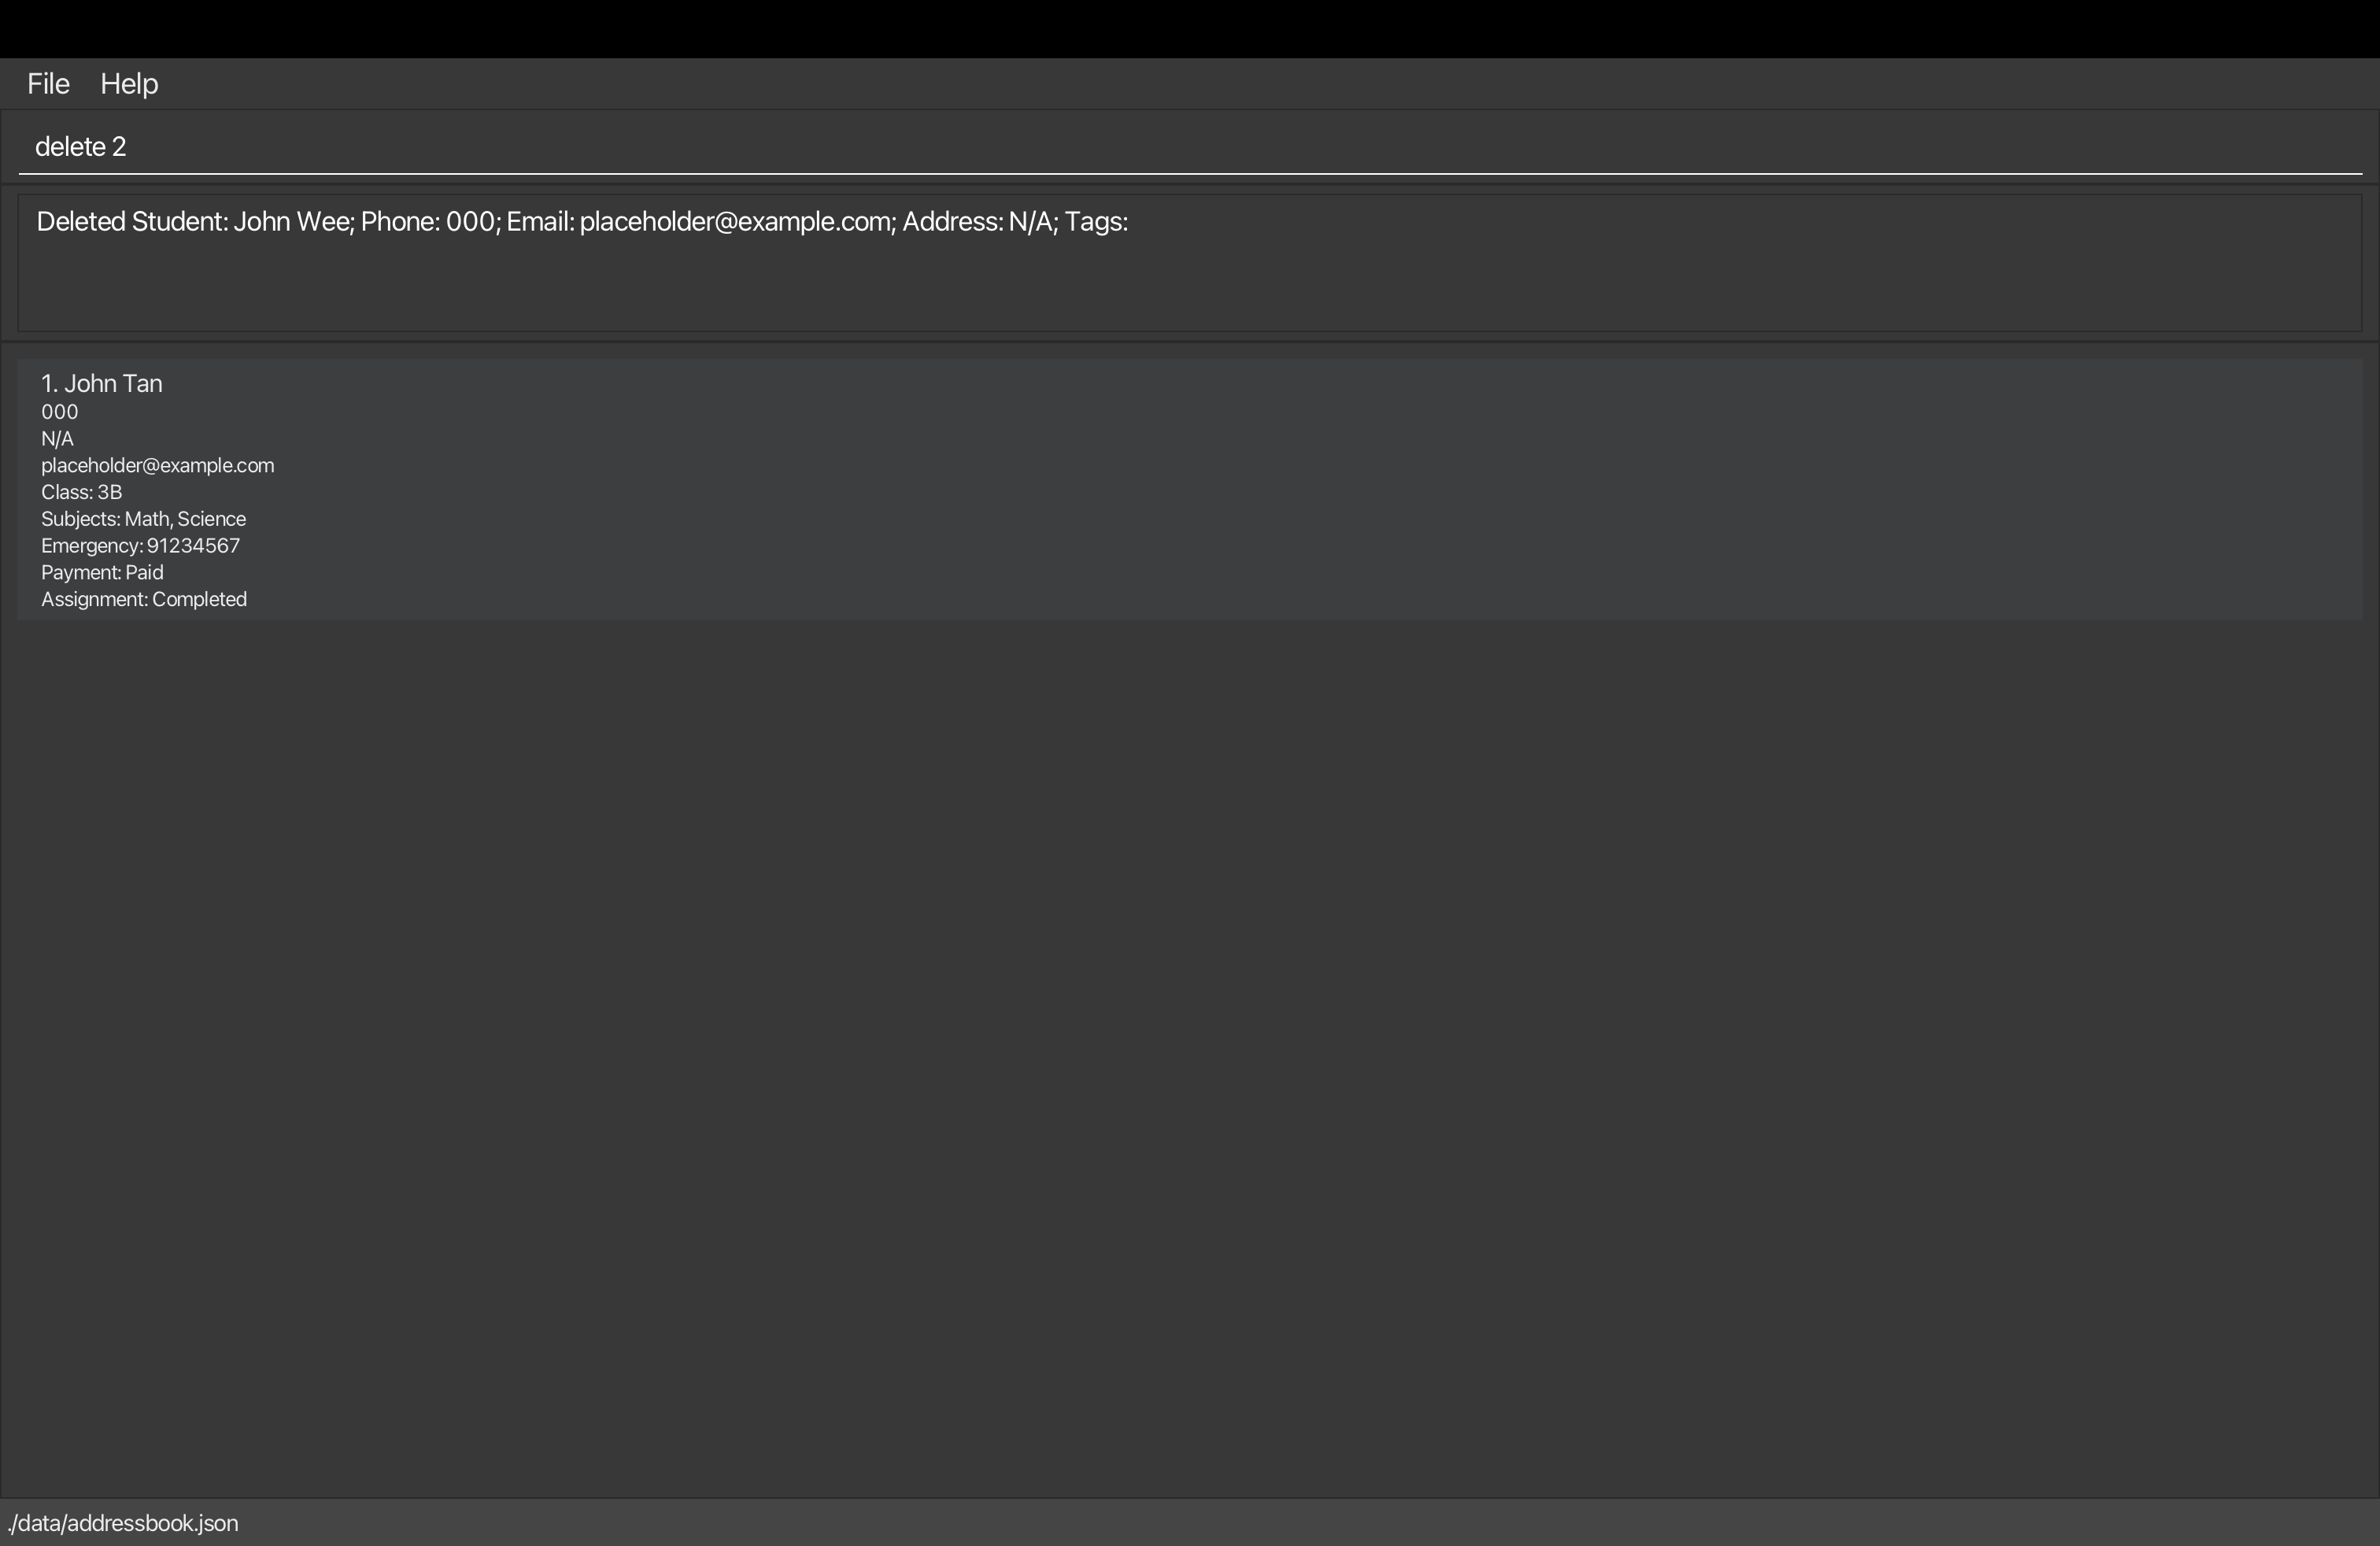 File Help
delete 2
Deleted Student: John Wee; Phone: 000; Email: placeholder@example.com; Address: N/A; Tags:
1. John Tan
000
N/A
placeholder@example.com
Class: 3B
Subjects: Math, Science
Emergency: 91234567
Payment: Paid
Assignment: Completed
./data/addressbook.json